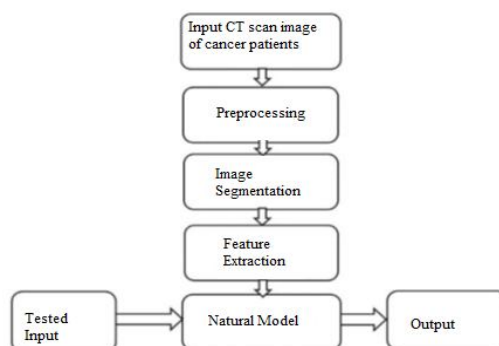 Input CT scan image
of cancer patients
Preprocessing
Image
Segmentation
Feature
Extraction
Tested
Input
Natural Model
Output